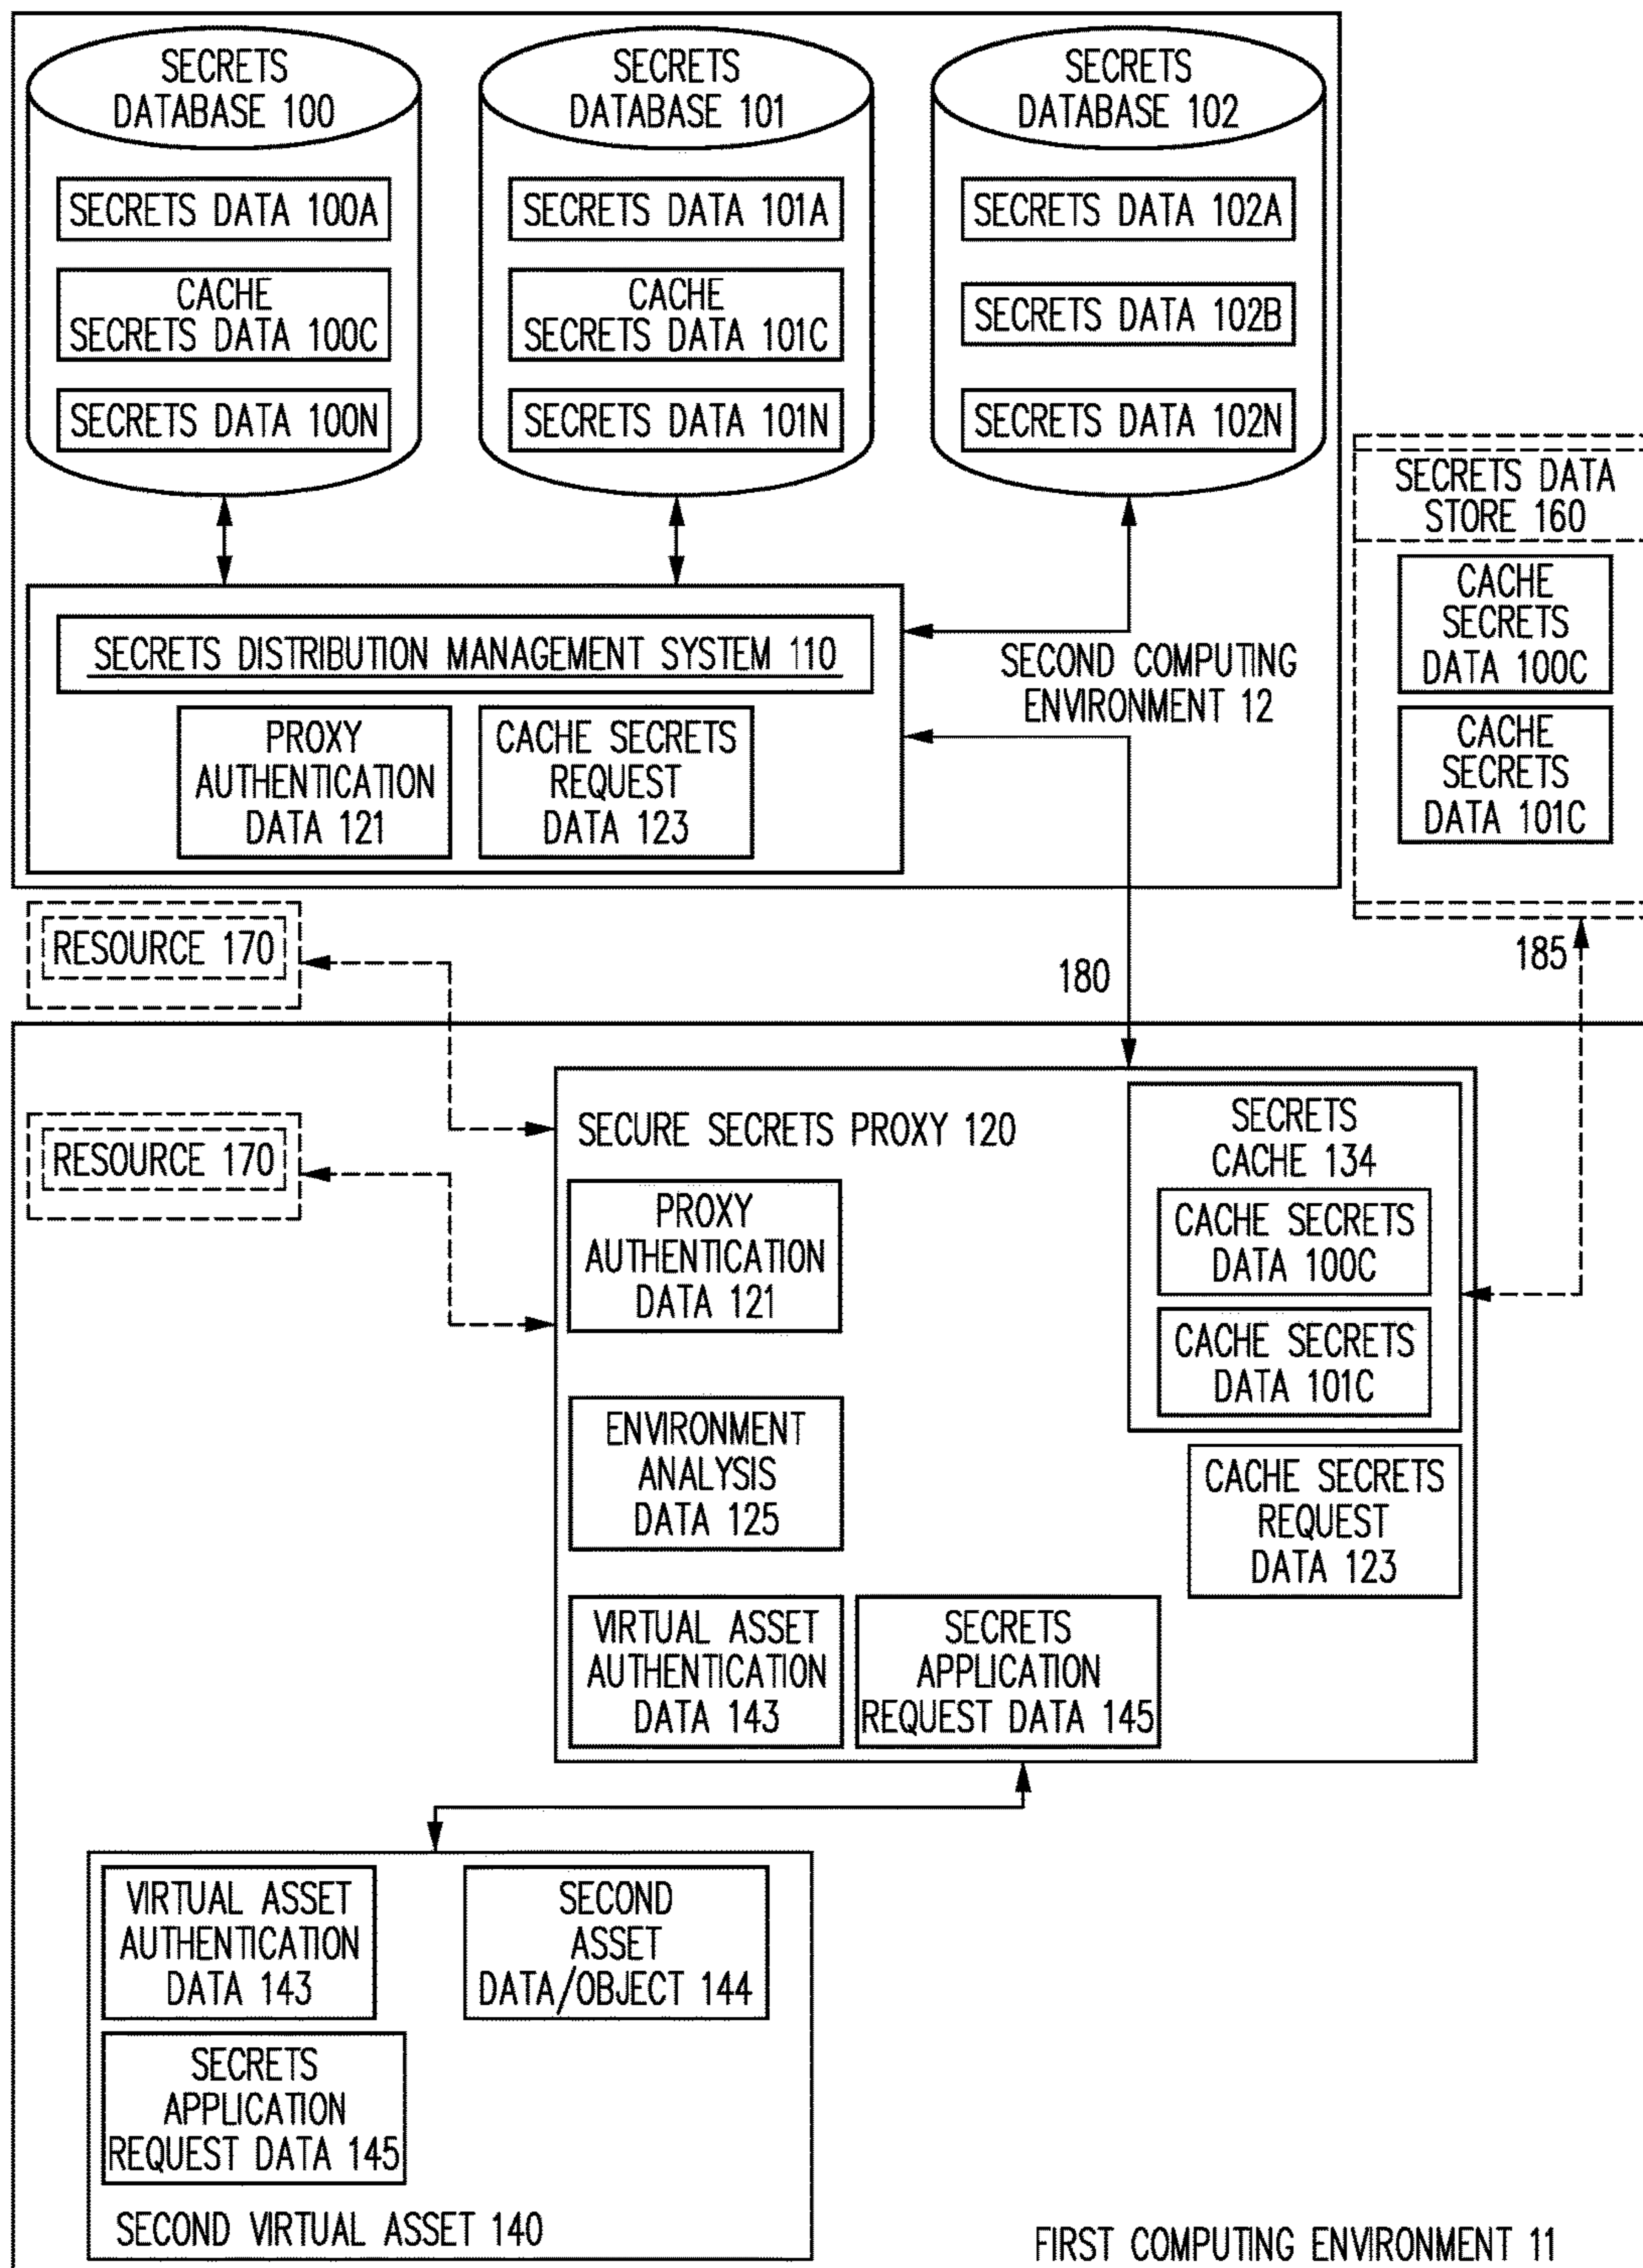 SECRETS
DATABASE 100
SECRETS
DATABASE 101
SECRETS
DATABASE 102
SECRETS DATA 100A
CACHE
SECRETS DATA 100C
SECRETS DATA 100N
SECRETS DATA 101A
CACHE
SECRETS DATA 101C
SECRETS DATA 101N
SECRETS DATA 102A
SECRETS DATA 102B
SECRETS DATA 102N
SECRETS DATA
STORE 160
CACHE
SECRETS
DATA 100C
CACHE
SECRETS
DATA 101C
SECRETS DISTRIBUTION MANAGEMENT SYSTEM 110
PROXY
AUTHENTICATION
DATA 121
CACHE SECRETS
REQUEST
DATA 123
SECOND COMPUTING
ENVIRONMENT 12
RESOURCE 170
180
185
RESOURCE 170
SECURE SECRETS PROXY 120
PROXY
AUTHENTICATION
DATA 121
SECRETS
CACHE 134
CACHE SECRETS
DATA 100C
CACHE SECRETS
DATA 101C
ENVIRONMENT
ANALYSIS
DATA 125
CACHE SECRETS
REQUEST
DATA 123
VIRTUAL ASSET
AUTHENTICATION
DATA 143
SECRETS
APPLICATION
REQUEST DATA 145
VIRTUAL ASSET
AUTHENTICATION
DATA 143
SECOND
ASSET
DATA/OBJECT 144
SECRETS
APPLICATION
REQUEST DATA 145
SECOND VIRTUAL ASSET 140
FIRST COMPUTING ENVIRONMENT 11